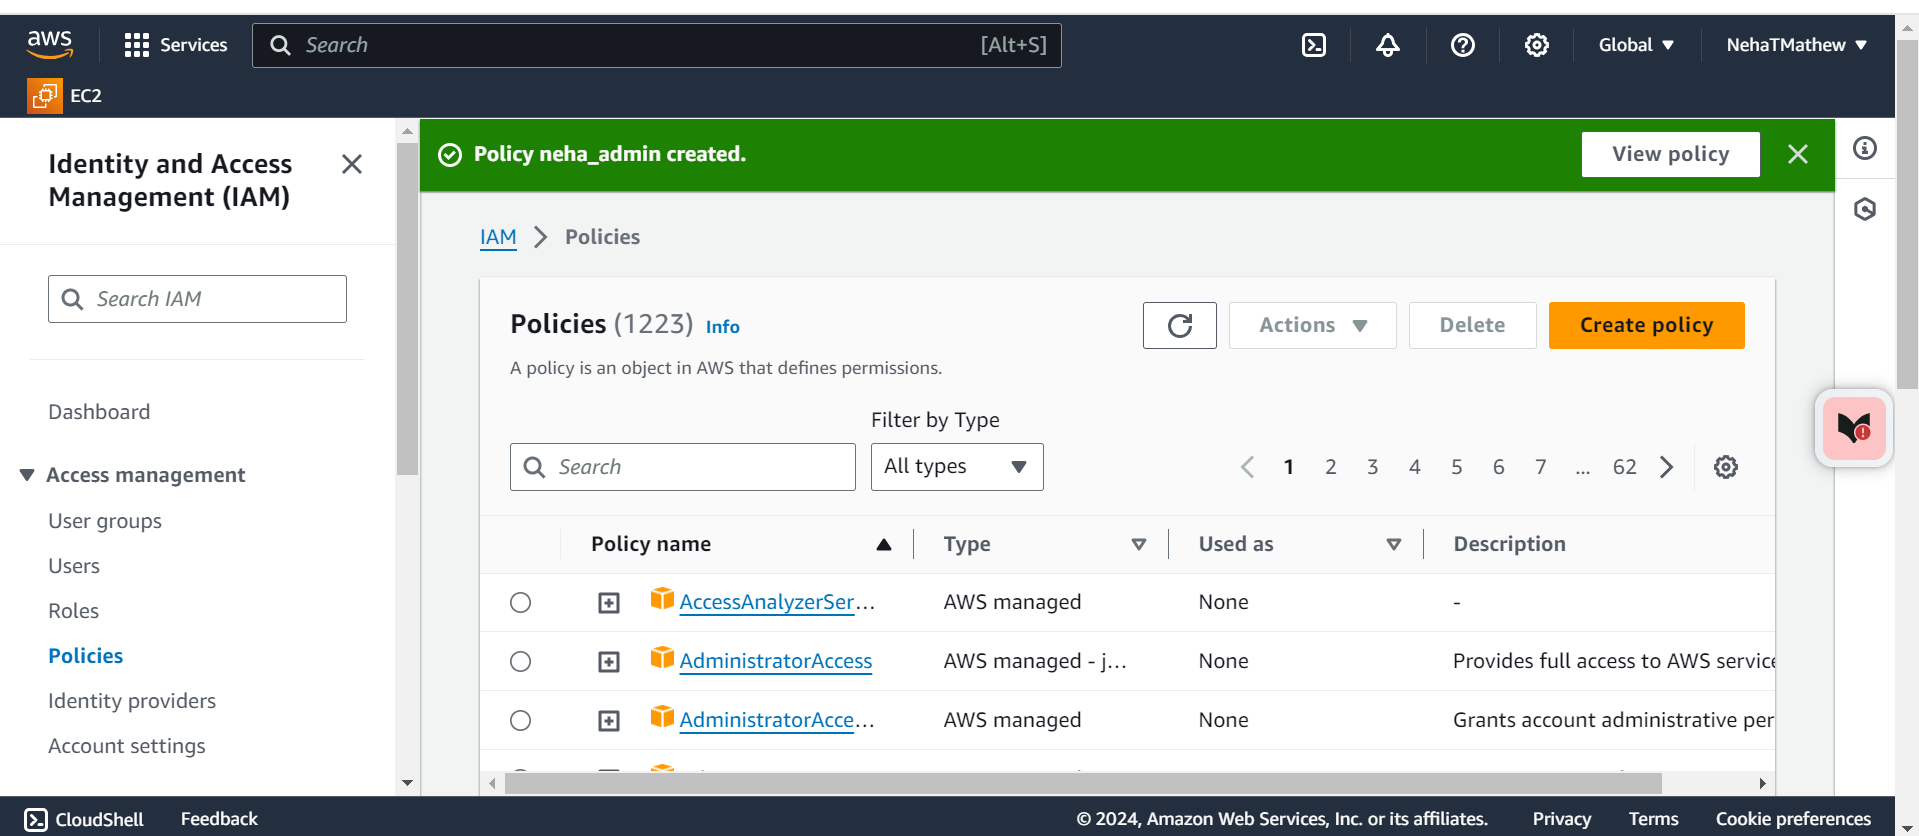 aws
Services
Search
[Alt+S]
Global
NehaTMathew
EC2
Identity and Access
Management (IAM)
Search IAM
Dashboard
Access management
User groups
Users
Roles
Policies
Identity providers
Account settings
Policy neha_admin created.
View policy
IAM
Policies
Policies (1223) Info
Actions
Delete
Create policy
A policy is an object in AWS that defines permissions.
Filter by Type
Search
All types
1 2 3 4 5 6 7 ... 62
Policy name Type Used as Description
AccessAnalyzerSer... AWS managed None -
AdministratorAccess AWS managed - j... None Provides full access to AWS service
AdministratorAcce... AWS managed None Grants account administrative per
CloudShell Feedback © 2024, Amazon Web Services, Inc. or its affiliates. Privacy Terms Cookie preferences